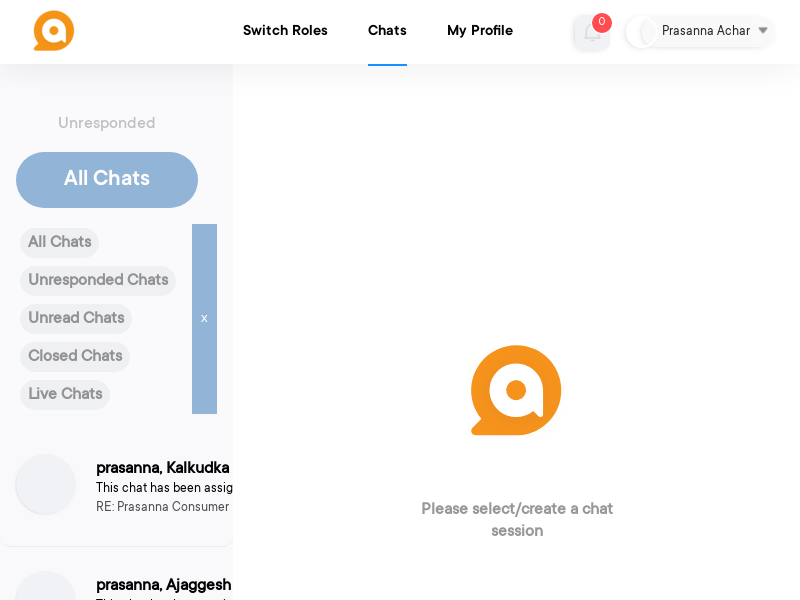 Switch Roles
Chats
My Profile
0
Prasanna Achar
Unresponded
All Chats
All Chats
Unresponded Chats
Unread Chats
x
Closed Chats
Live Chats
prasanna, Kalkudka
This chat has been assig
RE: Prasanna Consumer
prasanna, Ajaggesh
Please select/create a chat
session